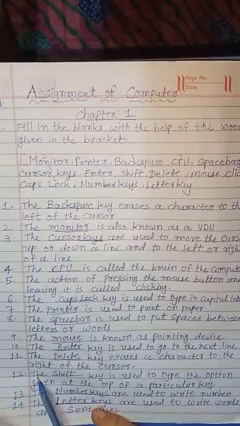 Page No.
Date
Assignment of Computer
Chapter: 1
Fill in the blanks with the help of the
given in the bracket:
Monitor, Printer, Backspace, CPU, Spacebar
Cursor keys, Enter, Shift, Delete, mouse
Caps Lock, Number keys, Letter key
1. The Backspace key erases a character to the
left of the cursor
2. The monitor is also known as a VDU
3. The Cursor keys are used to move the
up or down a line and to the left or right
of a line
4. The CPU is called the brain of the
5. The action of Pressing the mouse button and
it is called clicking.
6. The Caps Lock key is used to type in capital
7. The printer is used to print on paper
8. The Spacebar is used to put spaces between
letters or words
9. The mouse is known as pointing device
10. The Enter key is used to go to the next line
11. The Delete key erases a character to the
right of the cursor.
12. The Shift key is used to type the option
given at the top of a particular key
13. Number keys are used to write number
14. The Letter keys are used to write words